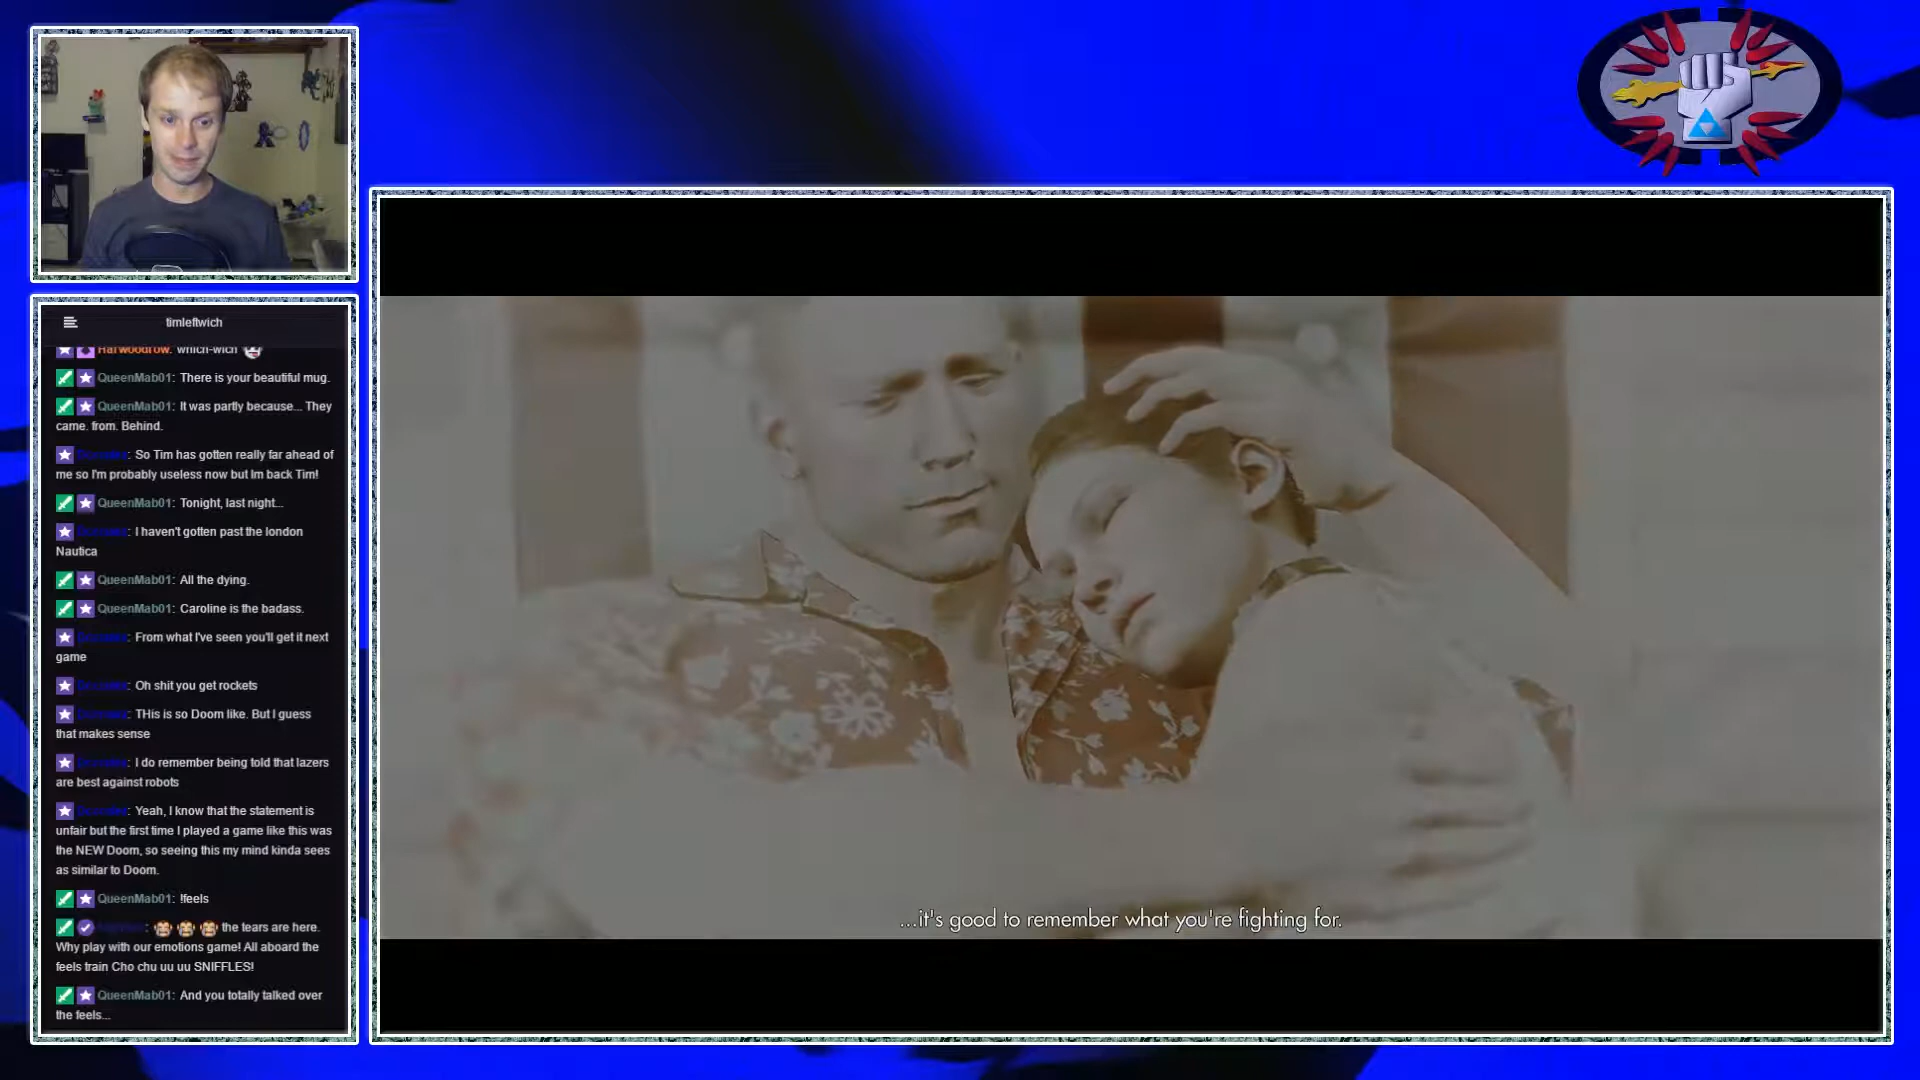 timleftwich
Harwoodrow: which-wich
QueenMab01: There is your beautiful mug.
QueenMab01: It was partly because... They
came. from. Behind.
: So Tim has gotten really far ahead of
me so I'm probably useless now but Im back Tim!
QueenMab01: Tonight, last night...
: I haven't gotten past the london
Nautica
QueenMab01: All the dying.
QueenMab01: Caroline is the badass.
: From what I've seen you'll get it next
game
: Oh shit you get rockets
: THis is so Doom like. But I guess
that makes sense
: I do remember being told that lazers
are best against robots
: Yeah, I know that the statement is
unfair but the first time I played a game like this was
the NEW Doom, so seeing this my mind kinda sees
as similar to Doom.
QueenMab01: !feels
: the tears are here.
Why play with our emotions game! All aboard the
feels train Cho chu uu uu SNIFFLES!
QueenMab01: And you totally talked over
the feels...
...it's good to remember what you're fighting for.